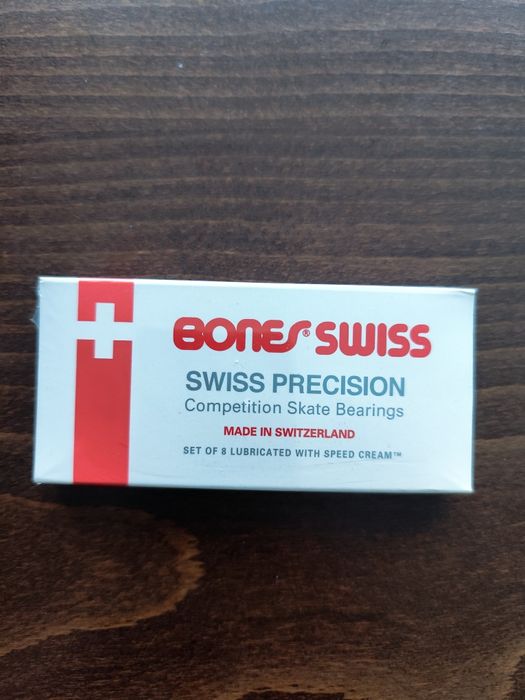 BONES® SWISS
SWISS PRECISION
Competition Skate Bearings
MADE IN SWITZERLAND
SET OF 8 LUBRICATED WITH SPEED CREAM™